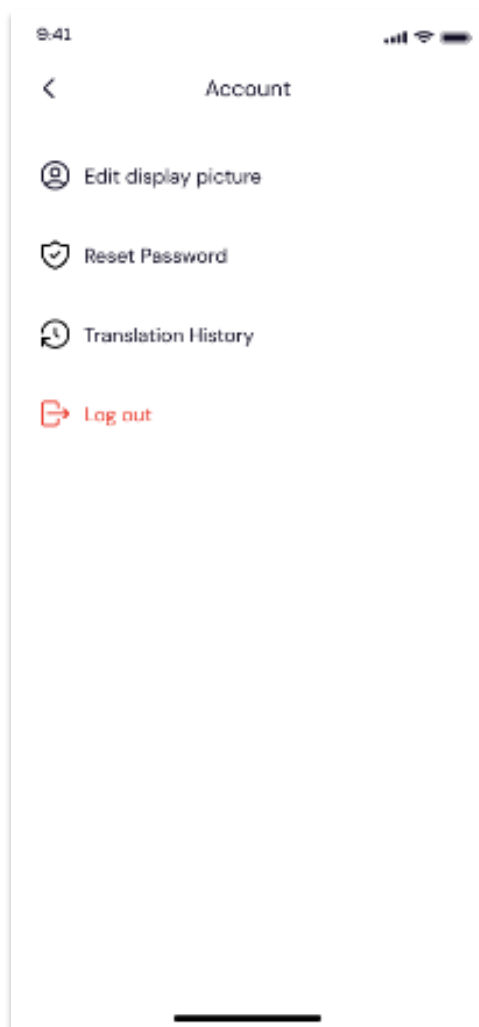 9:41
Account
Edit display picture
Reset Password
Translation History
Log out